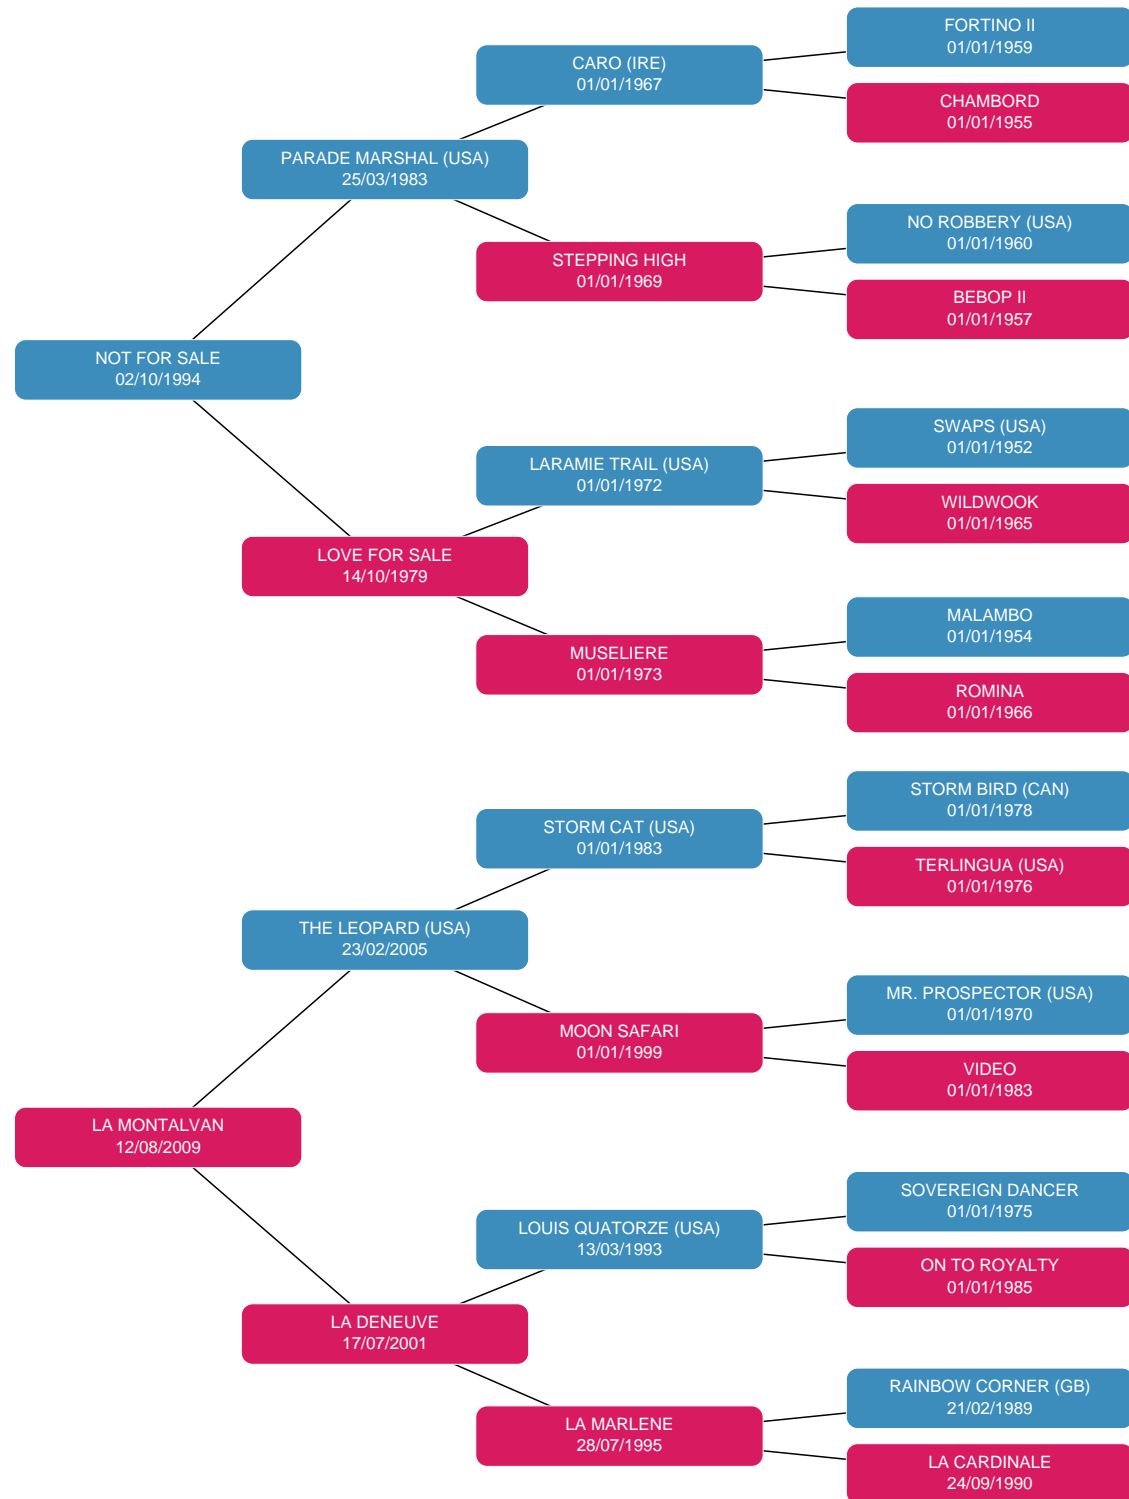 FORTINO II
01/01/1959
CARO (IRE)
01/01/1967
CHAMBORD
01/01/1955
PARADE MARSHAL (USA)
25/03/1983
NO ROBBERY (USA)
01/01/1960
STEPPING HIGH
01/01/1969
BEBOP II
01/01/1957
NOT FOR SALE
02/10/1994
SWAPS (USA)
01/01/1952
LARAMIE TRAIL (USA)
01/01/1972
WILDWOOK
01/01/1965
LOVE FOR SALE
14/10/1979
MALAMBO
01/01/1954
MUSELIERE
01/01/1973
ROMINA
01/01/1966
STORM BIRD (CAN)
01/01/1978
STORM CAT (USA)
01/01/1983
TERLINGUA (USA)
01/01/1976
THE LEOPARD (USA)
23/02/2005
MR. PROSPECTOR (USA)
01/01/1970
MOON SAFARI
01/01/1999
VIDEO
01/01/1983
LA MONTALVAN
12/08/2009
SOVEREIGN DANCER
01/01/1975
LOUIS QUATORZE (USA)
13/03/1993
ON TO ROYALTY
01/01/1985
LA DENEUVE
17/07/2001
RAINBOW CORNER (GB)
21/02/1989
LA MARLENE
28/07/1995
LA CARDINALE
24/09/1990